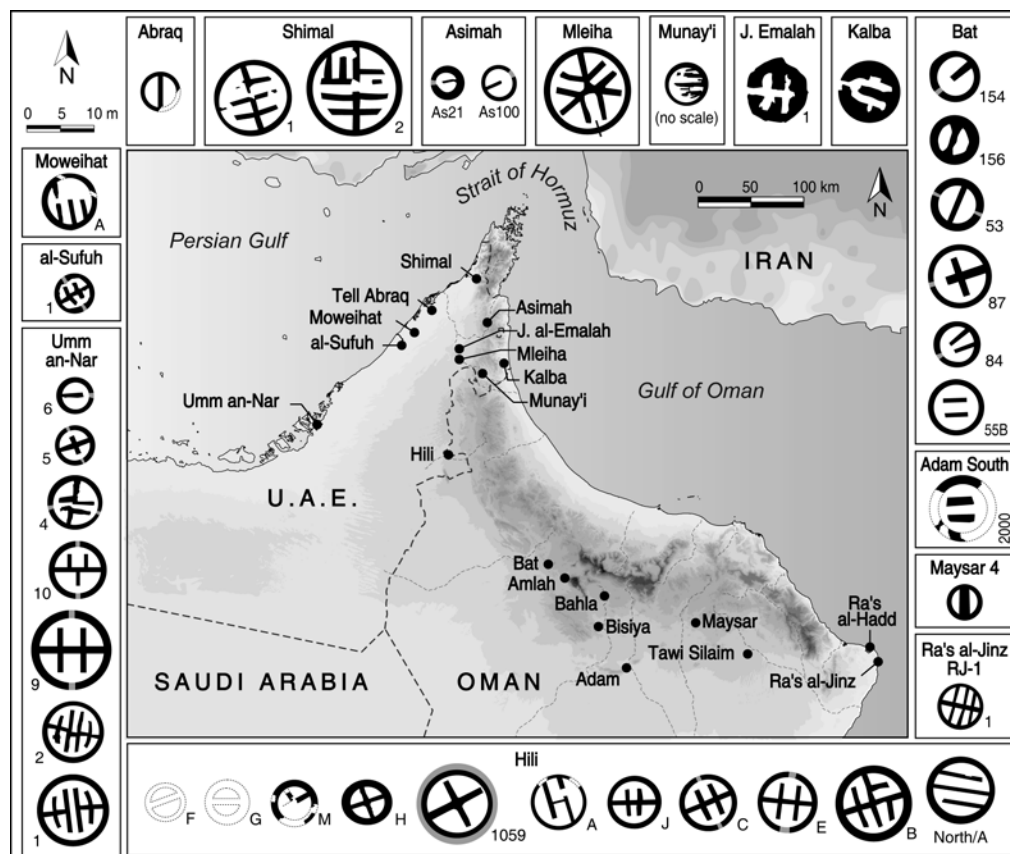 Abraq
Shimal
1
2
Asimah
As21
As100
Mleiha
Munay'i
(no scale)
J. Emalah
1
Kalba
Bat
154
156
53
87
84
55B
N
0 5 10 m
Moweihat
A
al-Sufuh
1
Umm
an-Nar
6
5
4
10
9
2
1
Strait of Hormuz
0 50 100 km
N
Persian Gulf
IRAN
Shimal
Tell Abraq
Moweihat
al-Sufuh
Asimah
J. al-Emalah
Mleiha
Kalba
Munay'i
Gulf of Oman
Umm an-Nar
Hili
U.A.E.
Bat
Amlah
Bahla
Bisiya
Maysar
Tawi Silaim
Adam
Ra's
al-Hadd
Ra's al-Jinz
SAUDI ARABIA
OMAN
Adam South
2000
Maysar 4
Ra's al-Jinz
RJ-1
1
Hili
F
G
M
H
1059
A
J
C
E
B
North/A